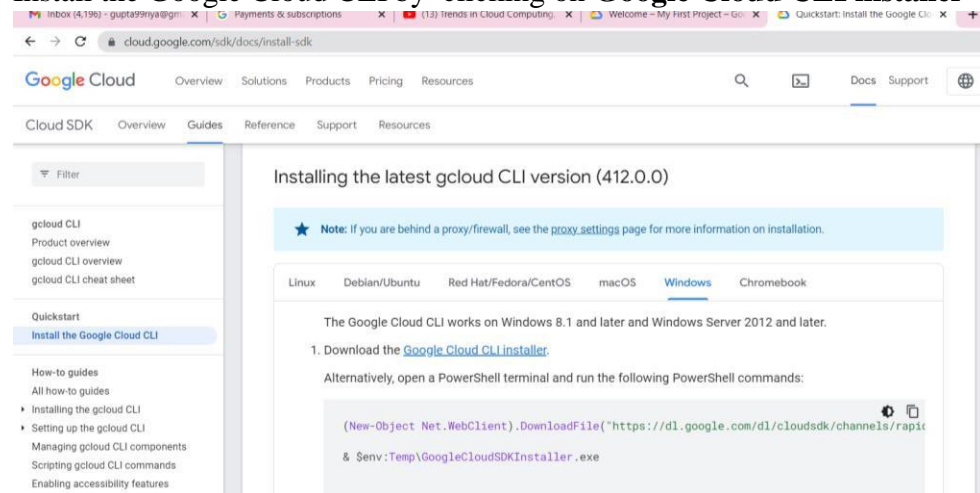 Install the Google Cloud CLI by clicking on Google Cloud CLI installer
Inbox (4,196) - gupta99riya@gm
Payments & subscriptions
(13) Trends in Cloud Computing.
Welcome – My First Project – Go
Quickstart: Install the Google Clo
cloud.google.com/sdk/docs/install-sdk
Google Cloud Overview Solutions Products Pricing Resources Docs Support
Cloud SDK Overview Guides Reference Support Resources
Filter
gcloud CLI
Product overview
gcloud CLI overview
gcloud CLI cheat sheet
Quickstart
Install the Google Cloud CLI
How-to guides
All how-to guides
Installing the gcloud CLI
Setting up the gcloud CLI
Managing gcloud CLI components
Scripting gcloud CLI commands
Enabling accessibility features
Installing the latest gcloud CLI version (412.0.0)
Note: If you are behind a proxy/firewall, see the proxy settings page for more information on installation.
Linux Debian/Ubuntu Red Hat/Fedora/CentOS macOS Windows Chromebook
The Google Cloud CLI works on Windows 8.1 and later and Windows Server 2012 and later.
1. Download the Google Cloud CLI installer.
Alternatively, open a PowerShell terminal and run the following PowerShell commands:
(New-Object Net.WebClient).DownloadFile("https://dl.google.com/dl/cloudsdk/channels/rapid
& $env:Temp\GoogleCloudSDKInstaller.exe